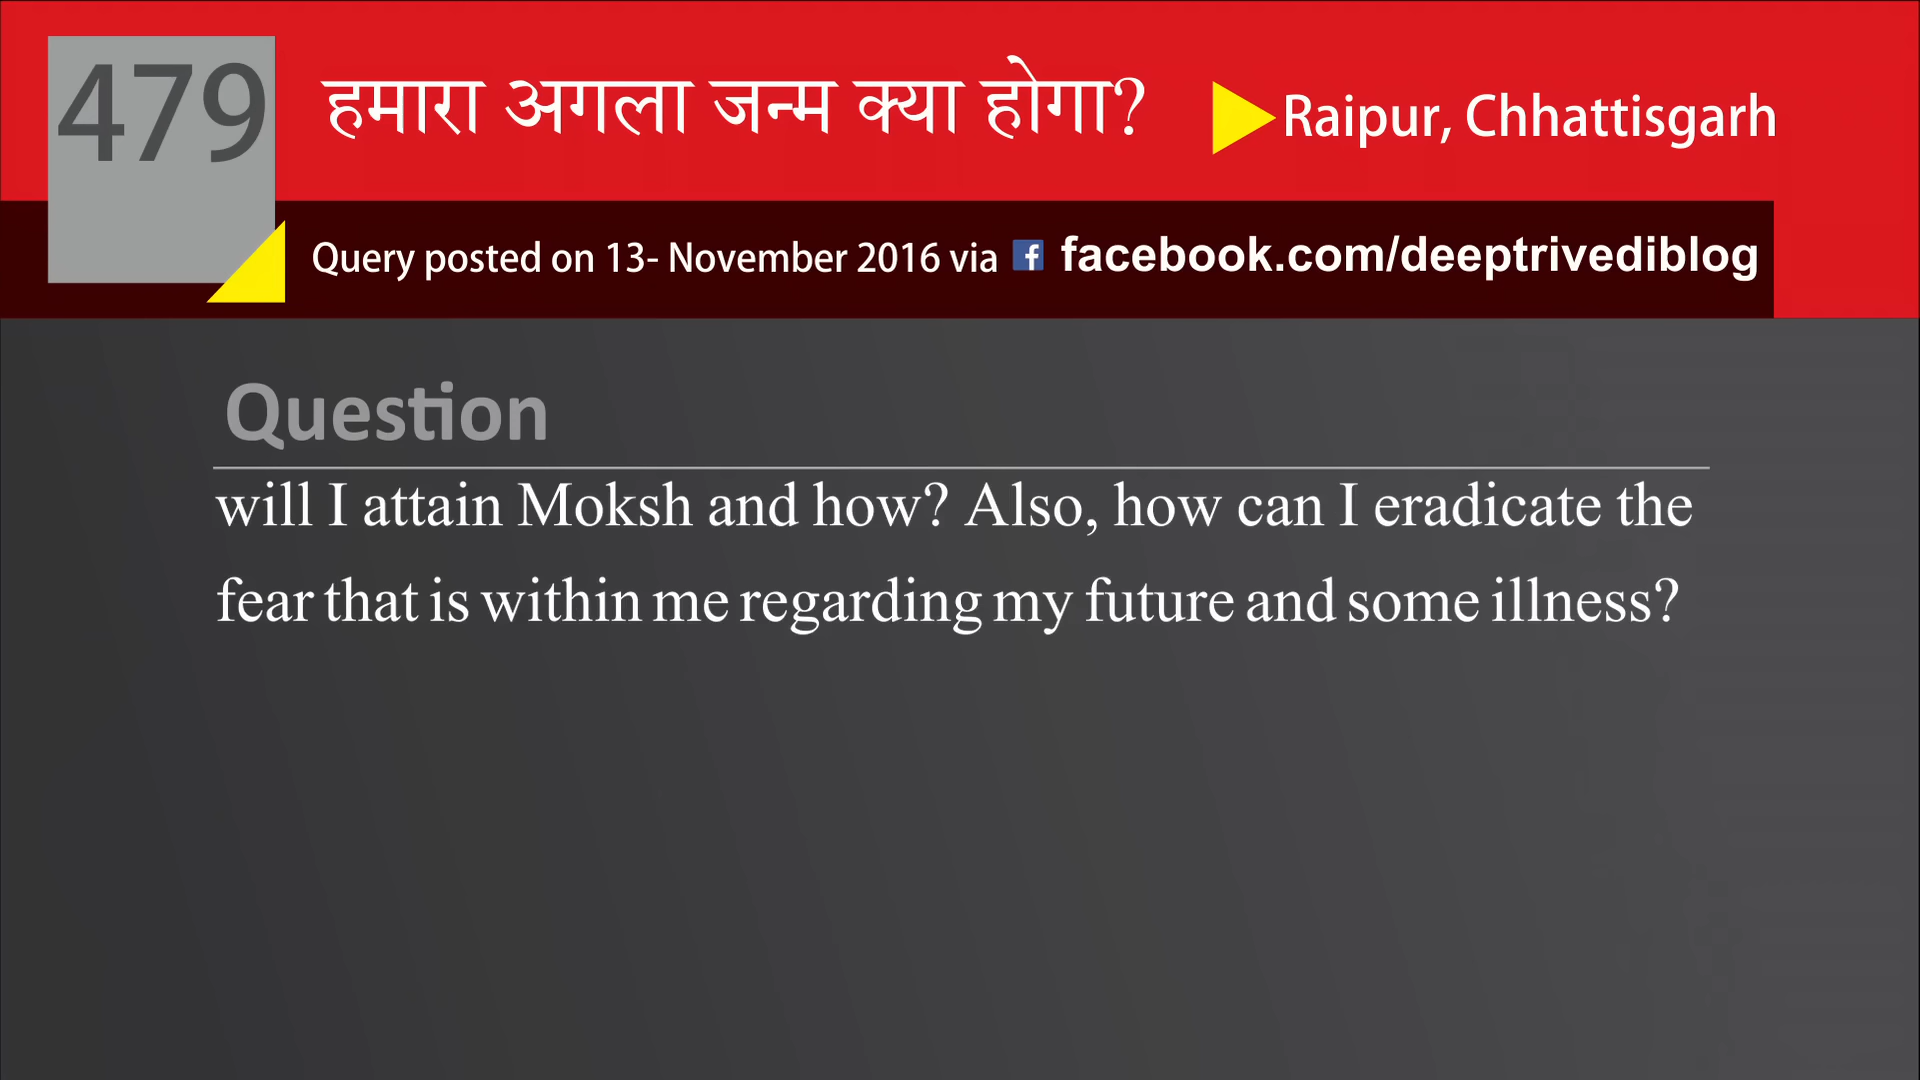 479
हमारा अगला जन्म क्या होगा?
Raipur, Chhattisgarh
Query posted on 13- November 2016 via facebook.com/deeptrivediblog
Question
will I attain Moksh and how? Also, how can I eradicate the
fear that is within me regarding my future and some illness?